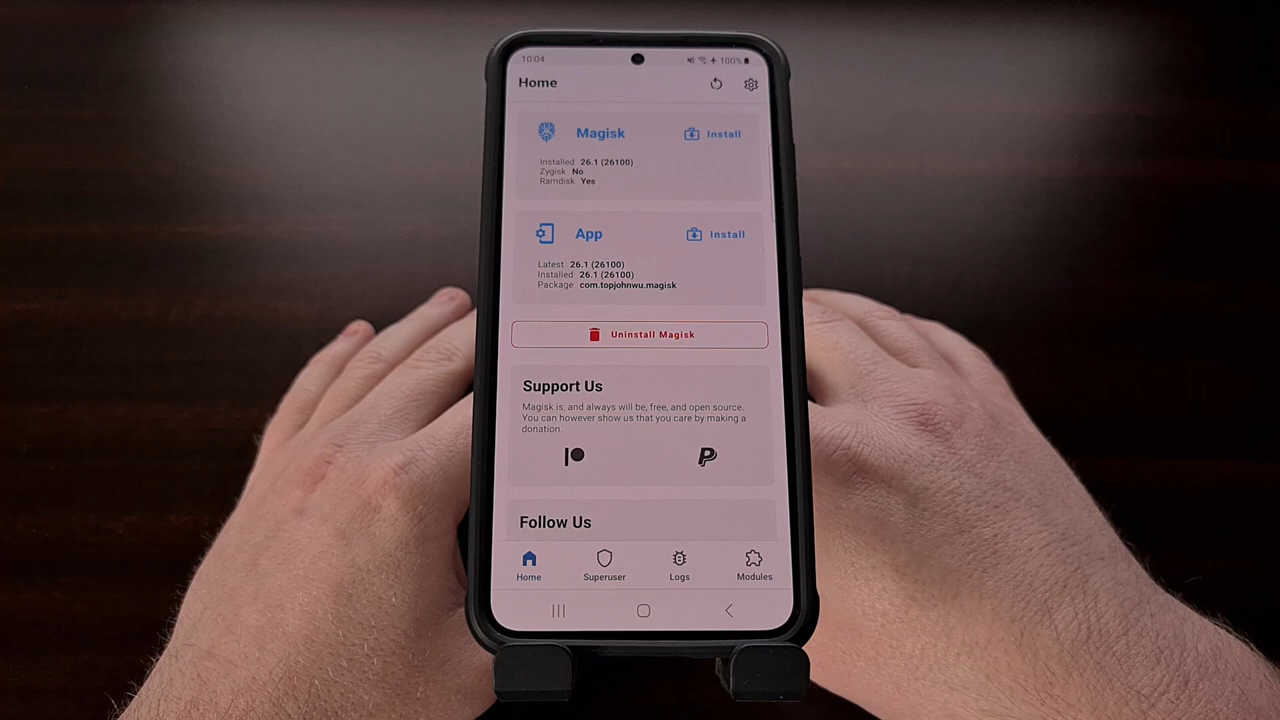 10:04
100%
Home
Magisk
Install
Installed 26.1 (26100)
Zygisk No
Ramdisk Yes
App
Install
Latest 26.1 (26100)
Installed 26.1 (26100)
Package com.topjohnwu.magisk
Uninstall Magisk
Support Us
Magisk is, and always will be, free, and open source.
You can however show us that you care by making a
donation.
Follow Us
Home
Superuser
Logs
Modules